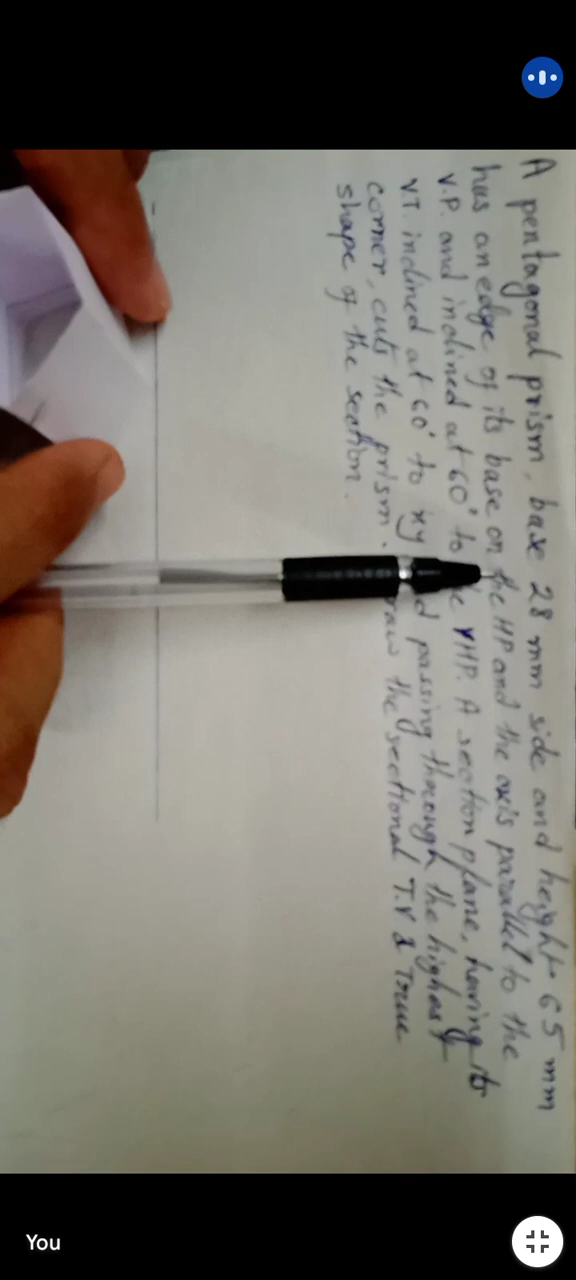 A pentagonal prism, base 28 mm side and height 65 mm
has an edge of its base on the HP and the axis parallel to the
V.P. and inclined at 60° to HP. A section plane, having its
VT. inclined at 60° to xy passing through the highest
corner, cuts the prism. the sectional T.V & True
shape of the section.
You